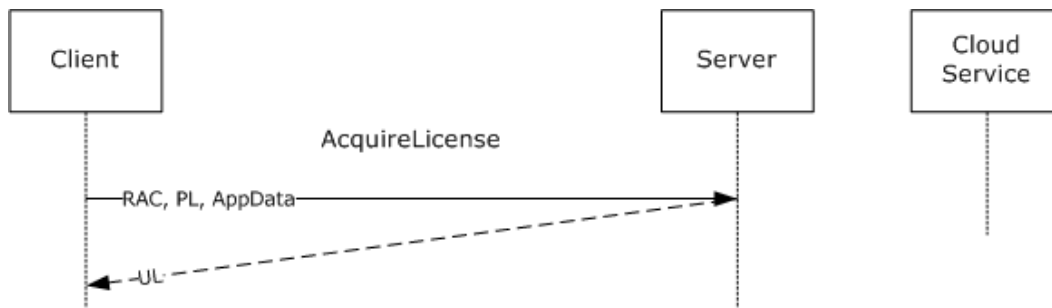 Client
Server
Cloud
Service
AcquireLicense
RAC, PL, AppData
UL